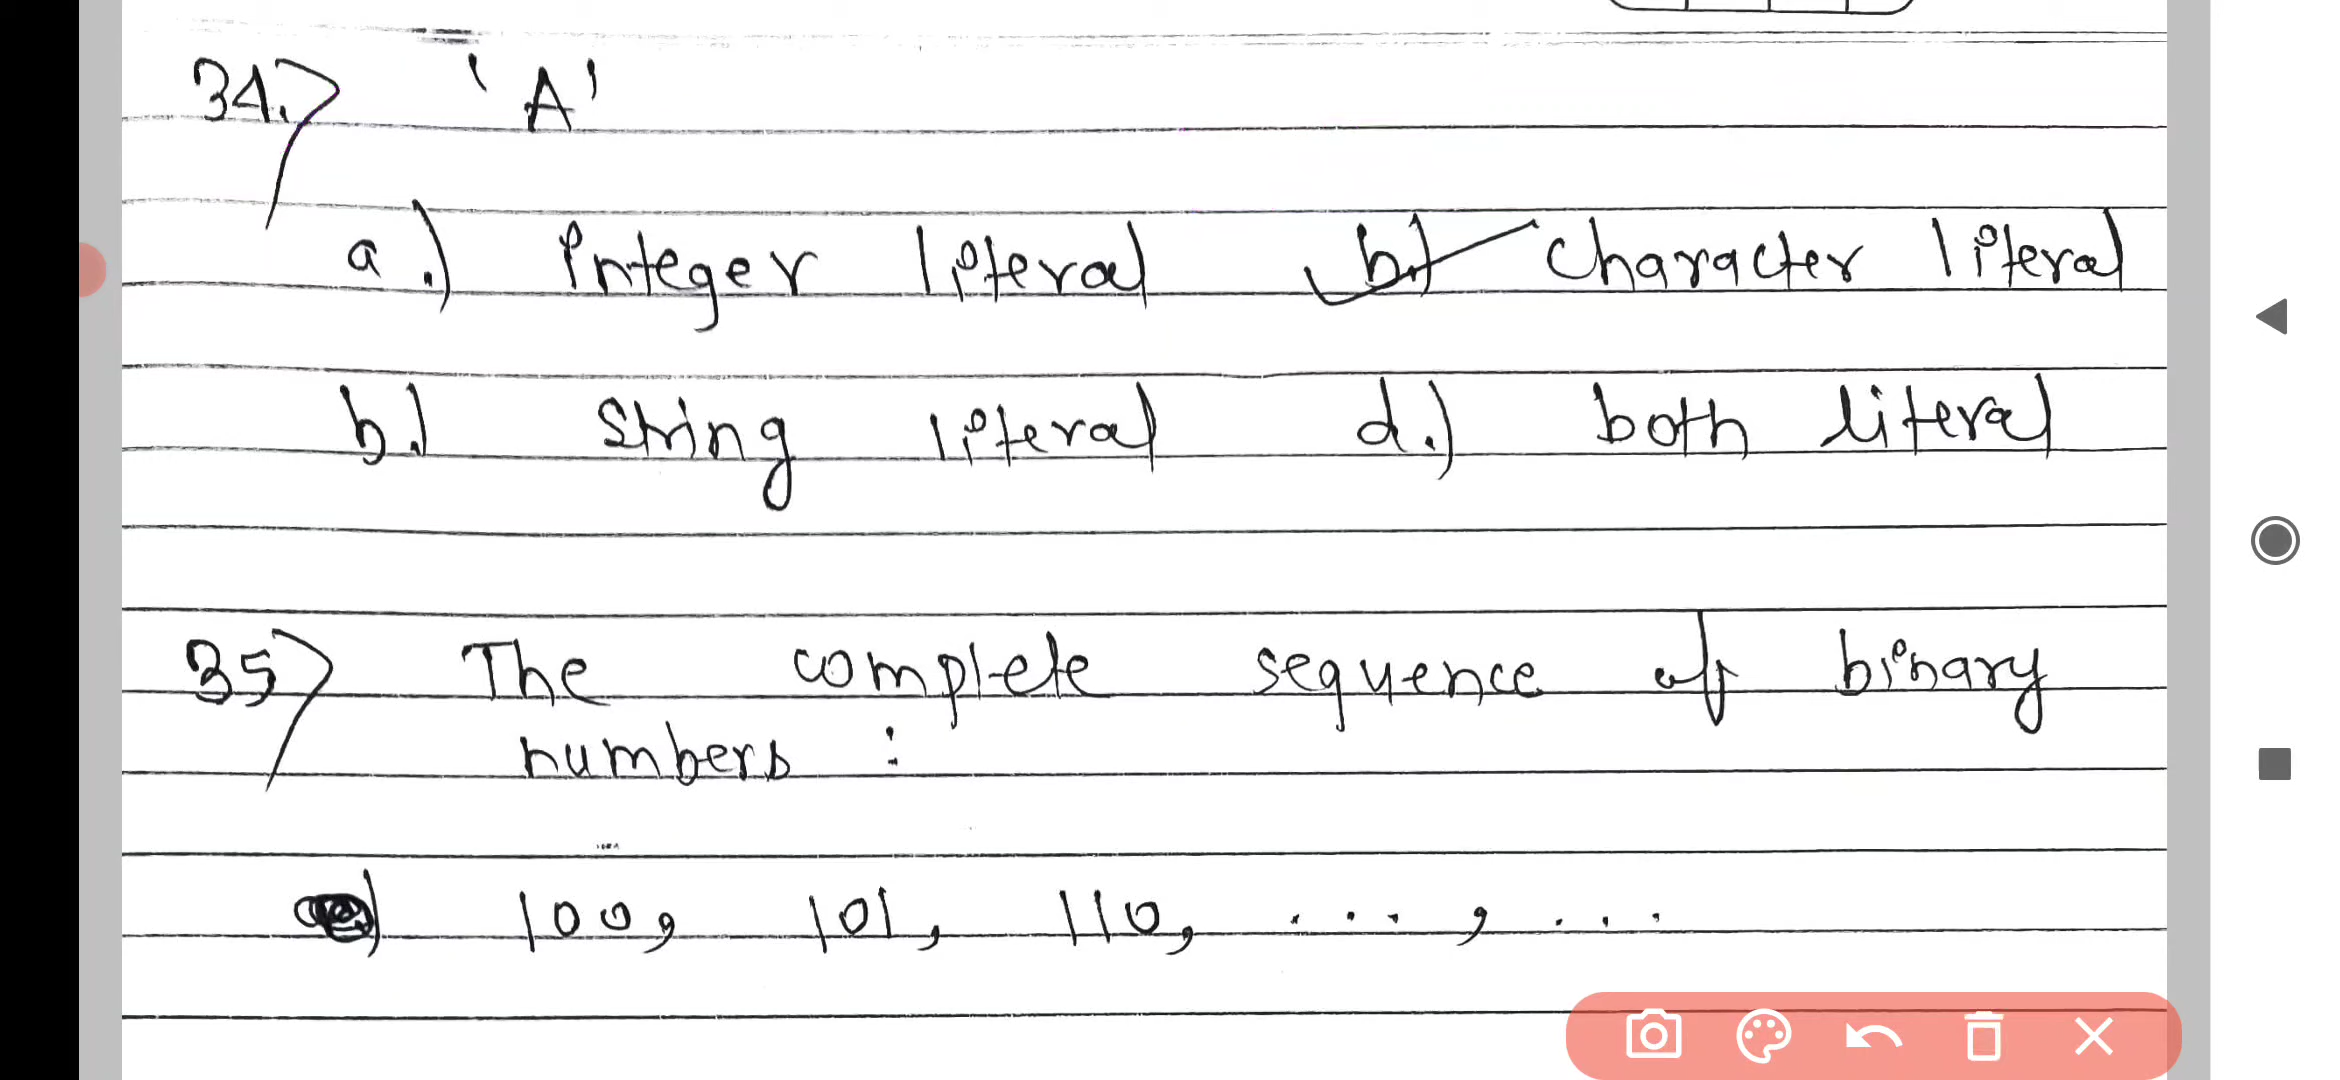 34.) 'A'
a.) integer literal b.) character literal
b.) string literal d.) both literal
35) The complete sequence of binary
numbers :
100, 101, 110, ..., ...